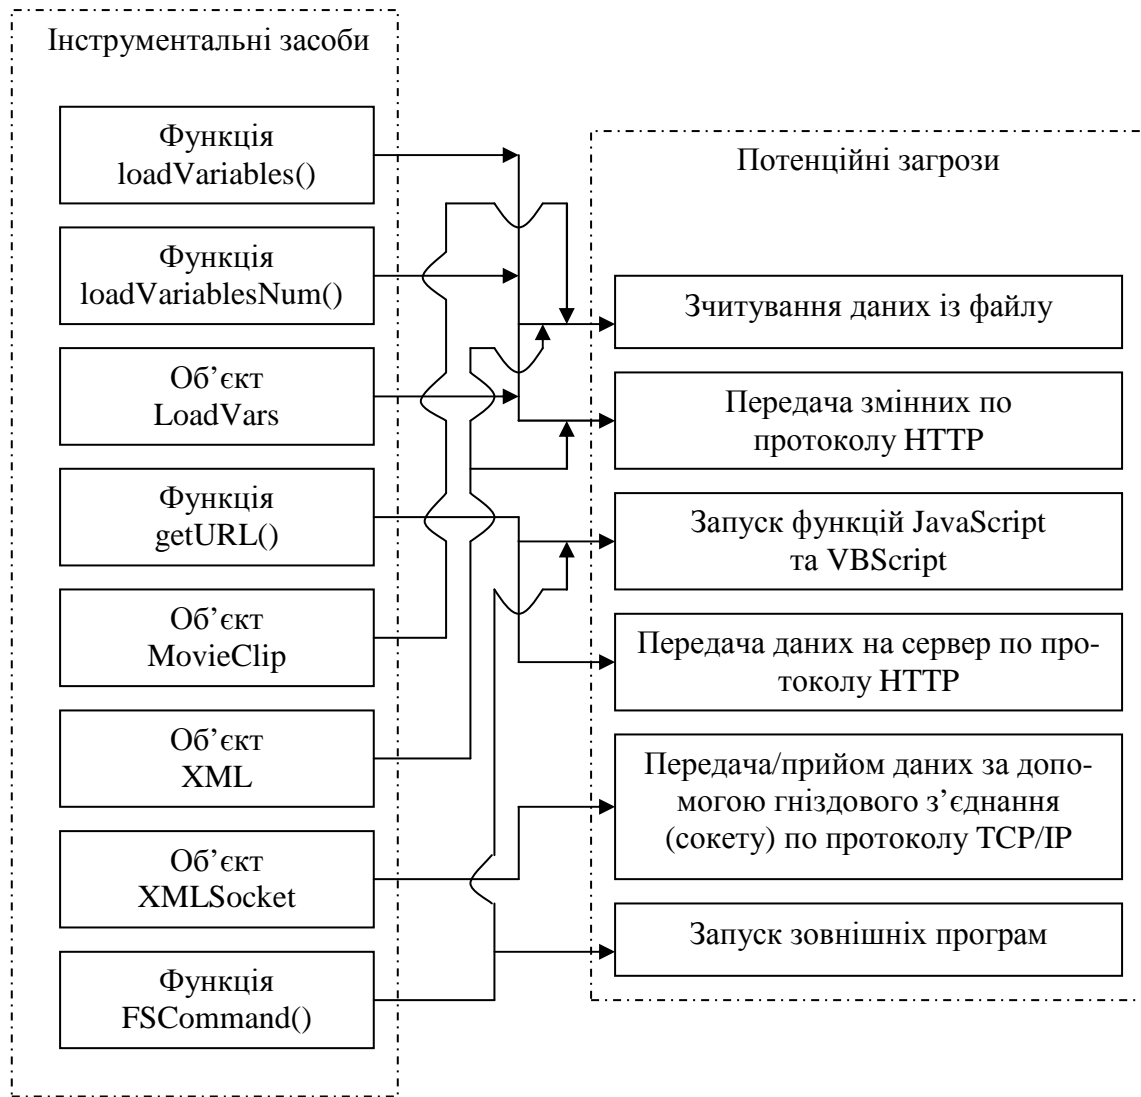 Інструментальні засоби
Функція
loadVariables()
Функція
loadVariablesNum()
Об’єкт
LoadVars
Функція
getURL()
Об’єкт
MovieClip
Об’єкт
XML
Об’єкт
XMLSocket
Функція
FSCommand()
Потенційні загрози
Зчитування даних із файлу
Передача змінних по
протоколу HTTP
Запуск функцій JavaScript
та VBScript
Передача даних на сервер по про-
токолу HTTP
Передача/прийом даних за допо-
могою гніздового з’єднання
(сокету) по протоколу TCP/IP
Запуск зовнішніх програм